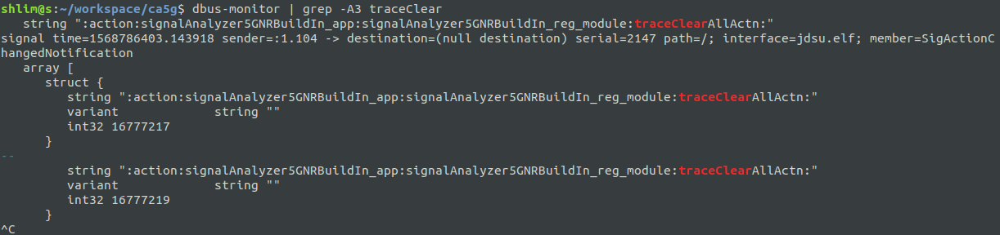 shlim@s:~/workspace/ca5g$ dbus-monitor | grep -A3 traceClear
   string ":action:signalAnalyzer5GNRBuildIn_app:signalAnalyzer5GNRBuildIn_reg_module:traceClearAllActn:"
signal time=1568786403.143918 sender=:1.104 -> destination=(null destination) serial=2147 path=/; interface=jdsu.elf; member=SigActionC
hangedNotification
   array [
      struct {
         string ":action:signalAnalyzer5GNRBuildIn_app:signalAnalyzer5GNRBuildIn_reg_module:traceClearAllActn:"
         variant             string ""
         int32 16777217
      }
--
         string ":action:signalAnalyzer5GNRBuildIn_app:signalAnalyzer5GNRBuildIn_reg_module:traceClearAllActn:"
         variant             string ""
         int32 16777219
      }
^C